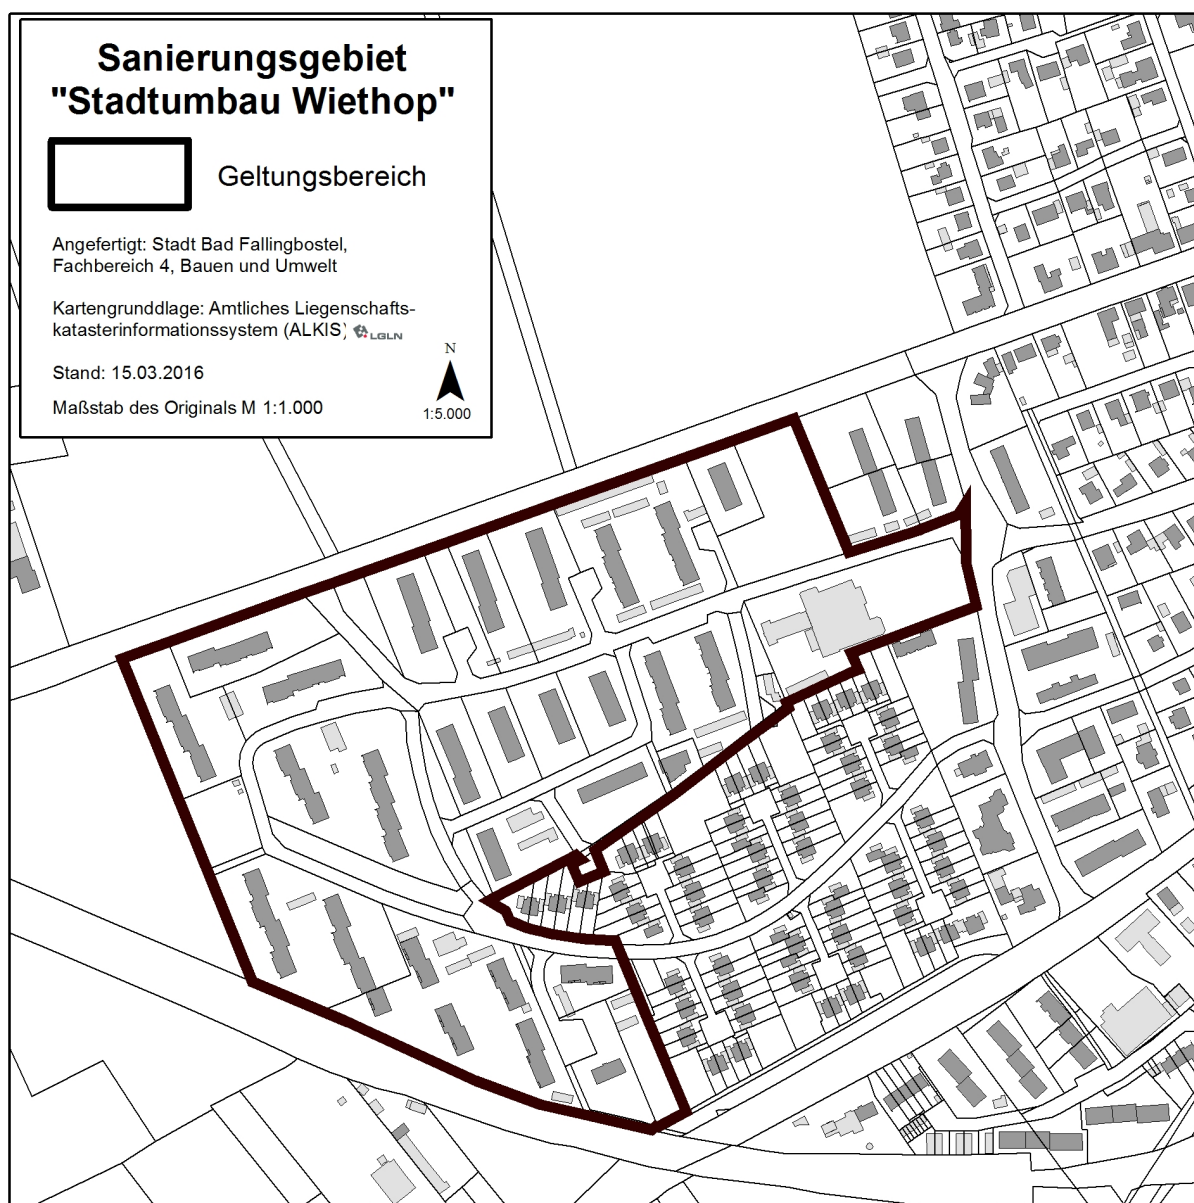 Sanierungsgebiet
"Stadtumbau Wiethop"
Geltungsbereich
Angefertigt: Stadt Bad Fallingbostel,
Fachbereich 4, Bauen und Umwelt
Kartengrundlage: Amtliches Liegenschafts-
katasterinformationssystem (ALKIS) LGLN
Stand: 15.03.2016
Maßstab des Originals M 1:1.000
N
1:5.000